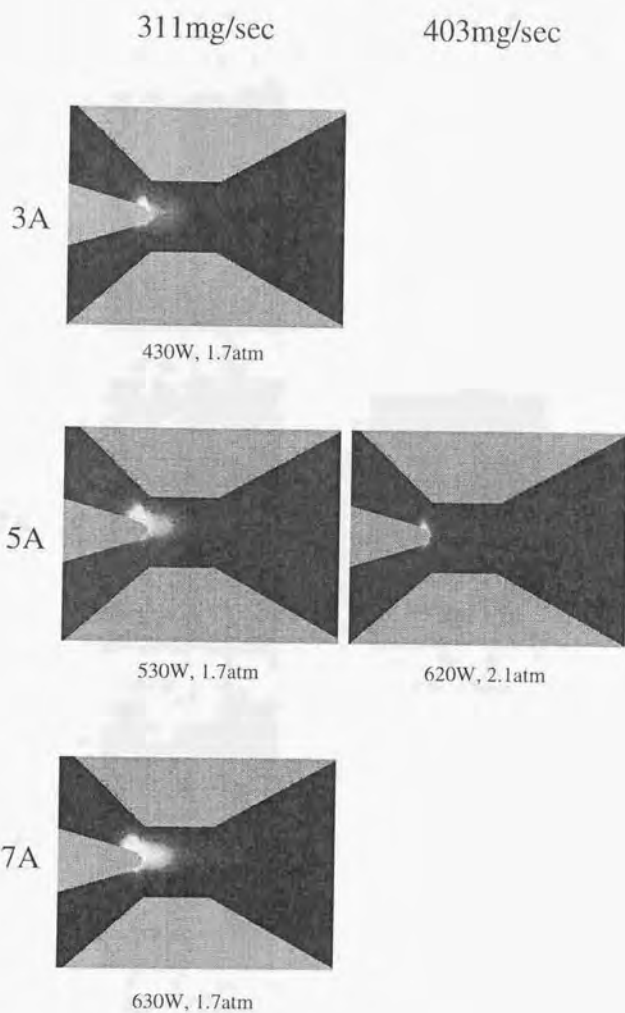 311mg/sec 403mg/sec
3A
430W, 1.7atm
5A
530W, 1.7atm 620W, 2.1atm
7A
630W, 1.7atm